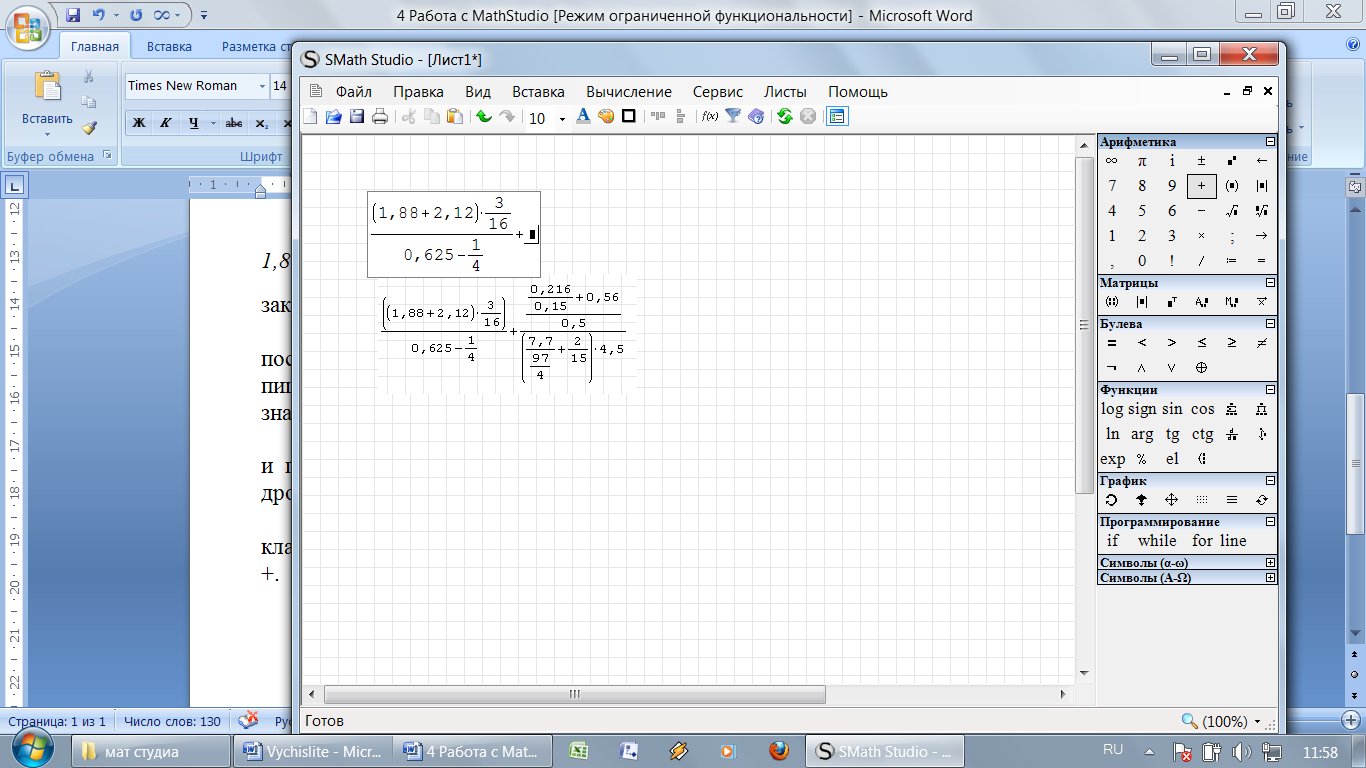 4 Работа с MathStudio [Режим ограниченной функциональности] - Microsoft Word
Главная Вставка Разметка ст
Вставить
Буфер обмена
Times New Roman 14
Ж К Ч abc x₂ x
Шрифт
SMath Studio - [Лист1*]
Файл Правка Вид Вставка Вычисление Сервис Листы Помощь
10 A f(x)
(1,88+2,12)·3/16
0,625-1/4
+
((1,88+2,12)·3/16)
0,625-1/4
+
0,216/0,15+0,56
0,5
(7,7/97/4+2/15)·4,5
1,8
зак
пос
пиш
зна
и п
дро
кла
+.
Арифметика
∞ π i ± ←
7 8 9 + (▪) |▪|
4 5 6 − √
1 2 3 × ; →
, 0 ! / := =
Матрицы
Булева
= < > ≤ ≥ ≠
¬ ∧ ∨ ⊕
Функции
log sign sin cos
ln arg tg ctg
exp % el
График
Программирование
if while for line
Символы (α-ω)
Символы (Α-Ω)
Готов
(100%)
Страница: 1 из 1 Число слов: 130 Рус
мат студиа Vychislite - Micr... 4 Работа с Mat... SMath Studio - ... RU 11:58